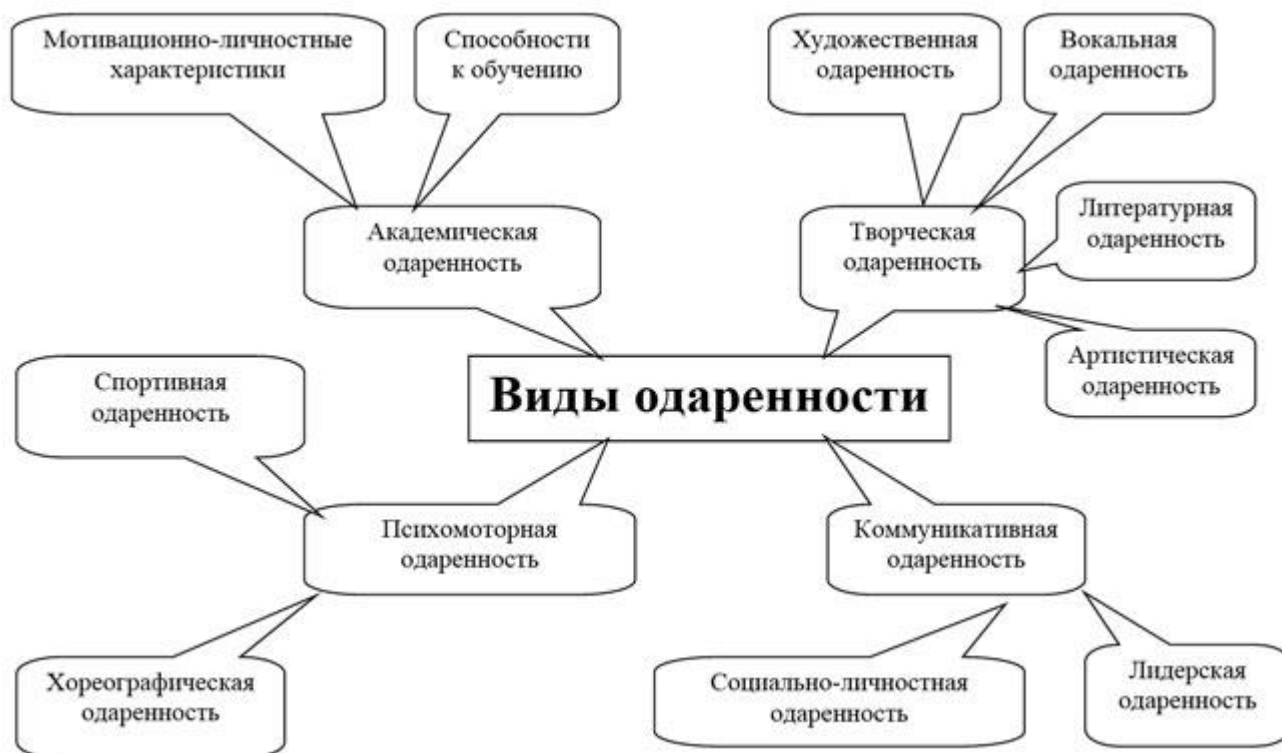 Мотивационно-личностные
характеристики
Способности
к обучению
Художественная
одаренность
Вокальная
одаренность
Академическая
одаренность
Творческая
одаренность
Литературная
одаренность
Артистическая
одаренность
Виды одаренности
Спортивная
одаренность
Психомоторная
одаренность
Коммуникативная
одаренность
Хореографическая
одаренность
Социально-личностная
одаренность
Лидерская
одаренность